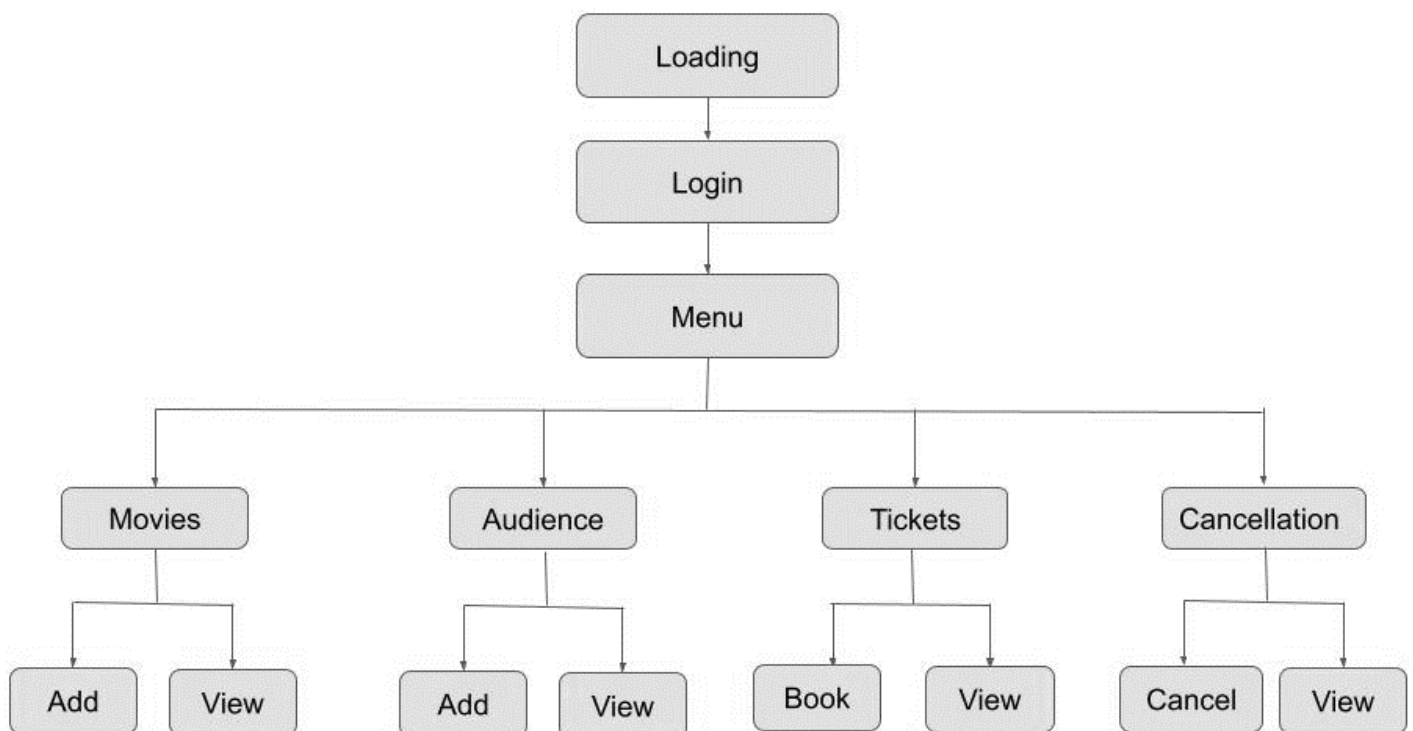 Loading
Login
Menu
Movies
Audience
Tickets
Cancellation
Add
View
Add
View
Book
View
Cancel
View